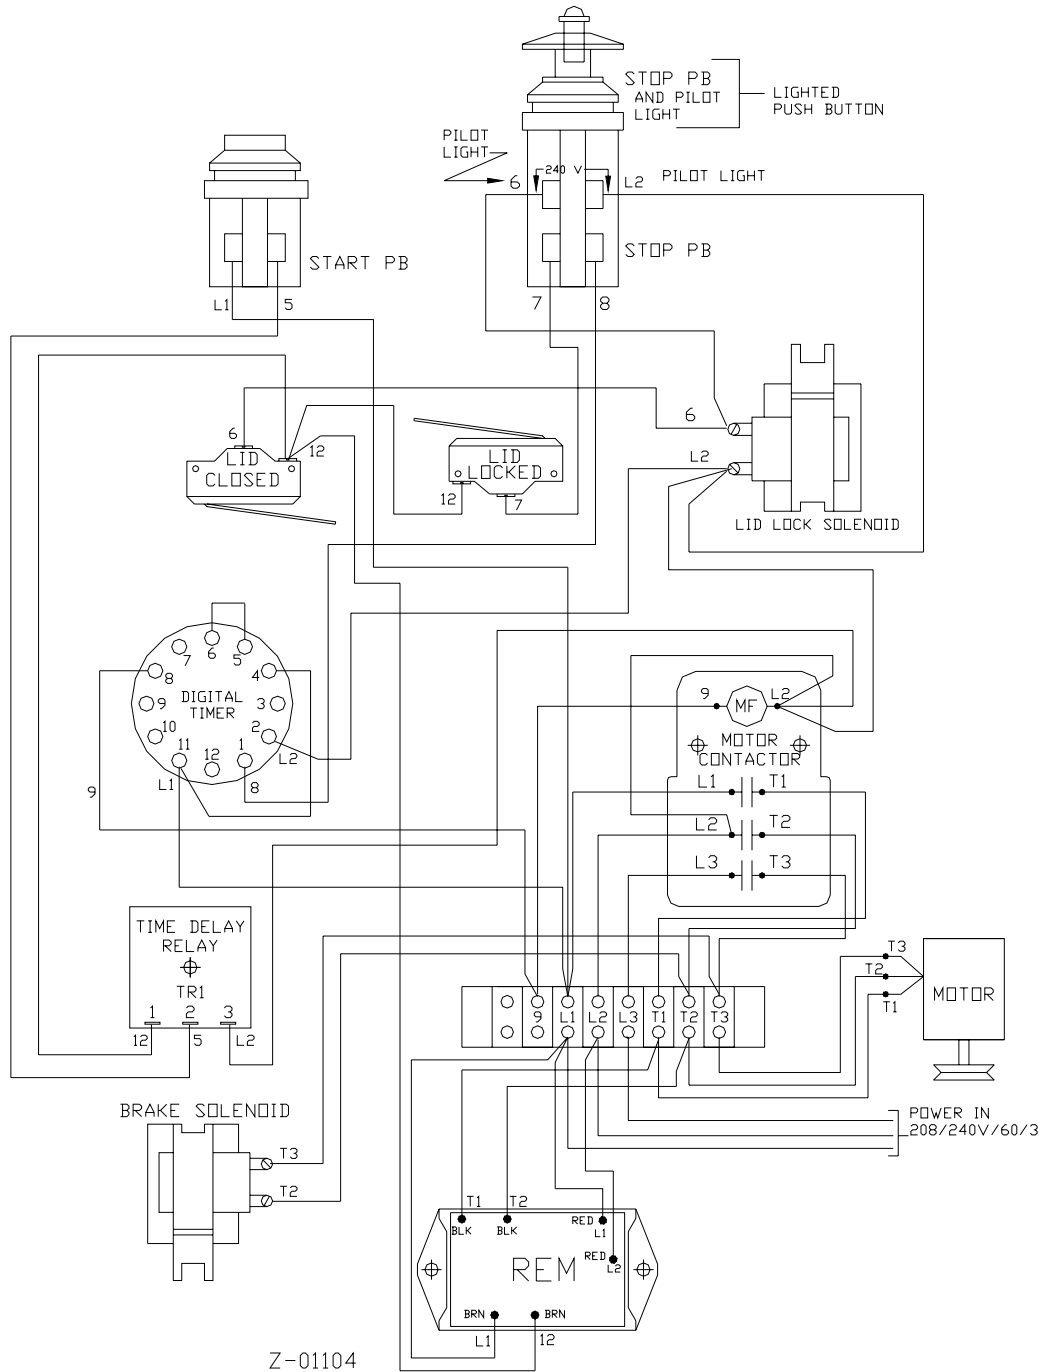 STOP PB
AND PILOT
LIGHT
LIGHTED
PUSH BUTTON
PILOT
LIGHT
6
240 V
L2
PILOT LIGHT
STOP PB
START PB
L1
5
7
8
6
12
LID
CLOSED
LID
LOCKED
12
7
6
L2
LID LOCK SOLENOID
6
7
5
8
4
9
DIGITAL
TIMER
3
10
2
11
12
1
L2
L1
8
9
9
MF
L2
MOTOR
CONTACTOR
L1
T1
L2
T2
L3
T3
TIME DELAY
RELAY
TR1
1
2
3
12
5
L2
9
L1
L2
L3
T1
T2
T3
T3
T2
T1
MOTOR
POWER IN
208/240V/60/3
BRAKE SOLENOID
T3
T2
T1
T2
BLK
BLK
RED
L1
RED
L2
REM
BRN
BRN
L1
12
Z-01104